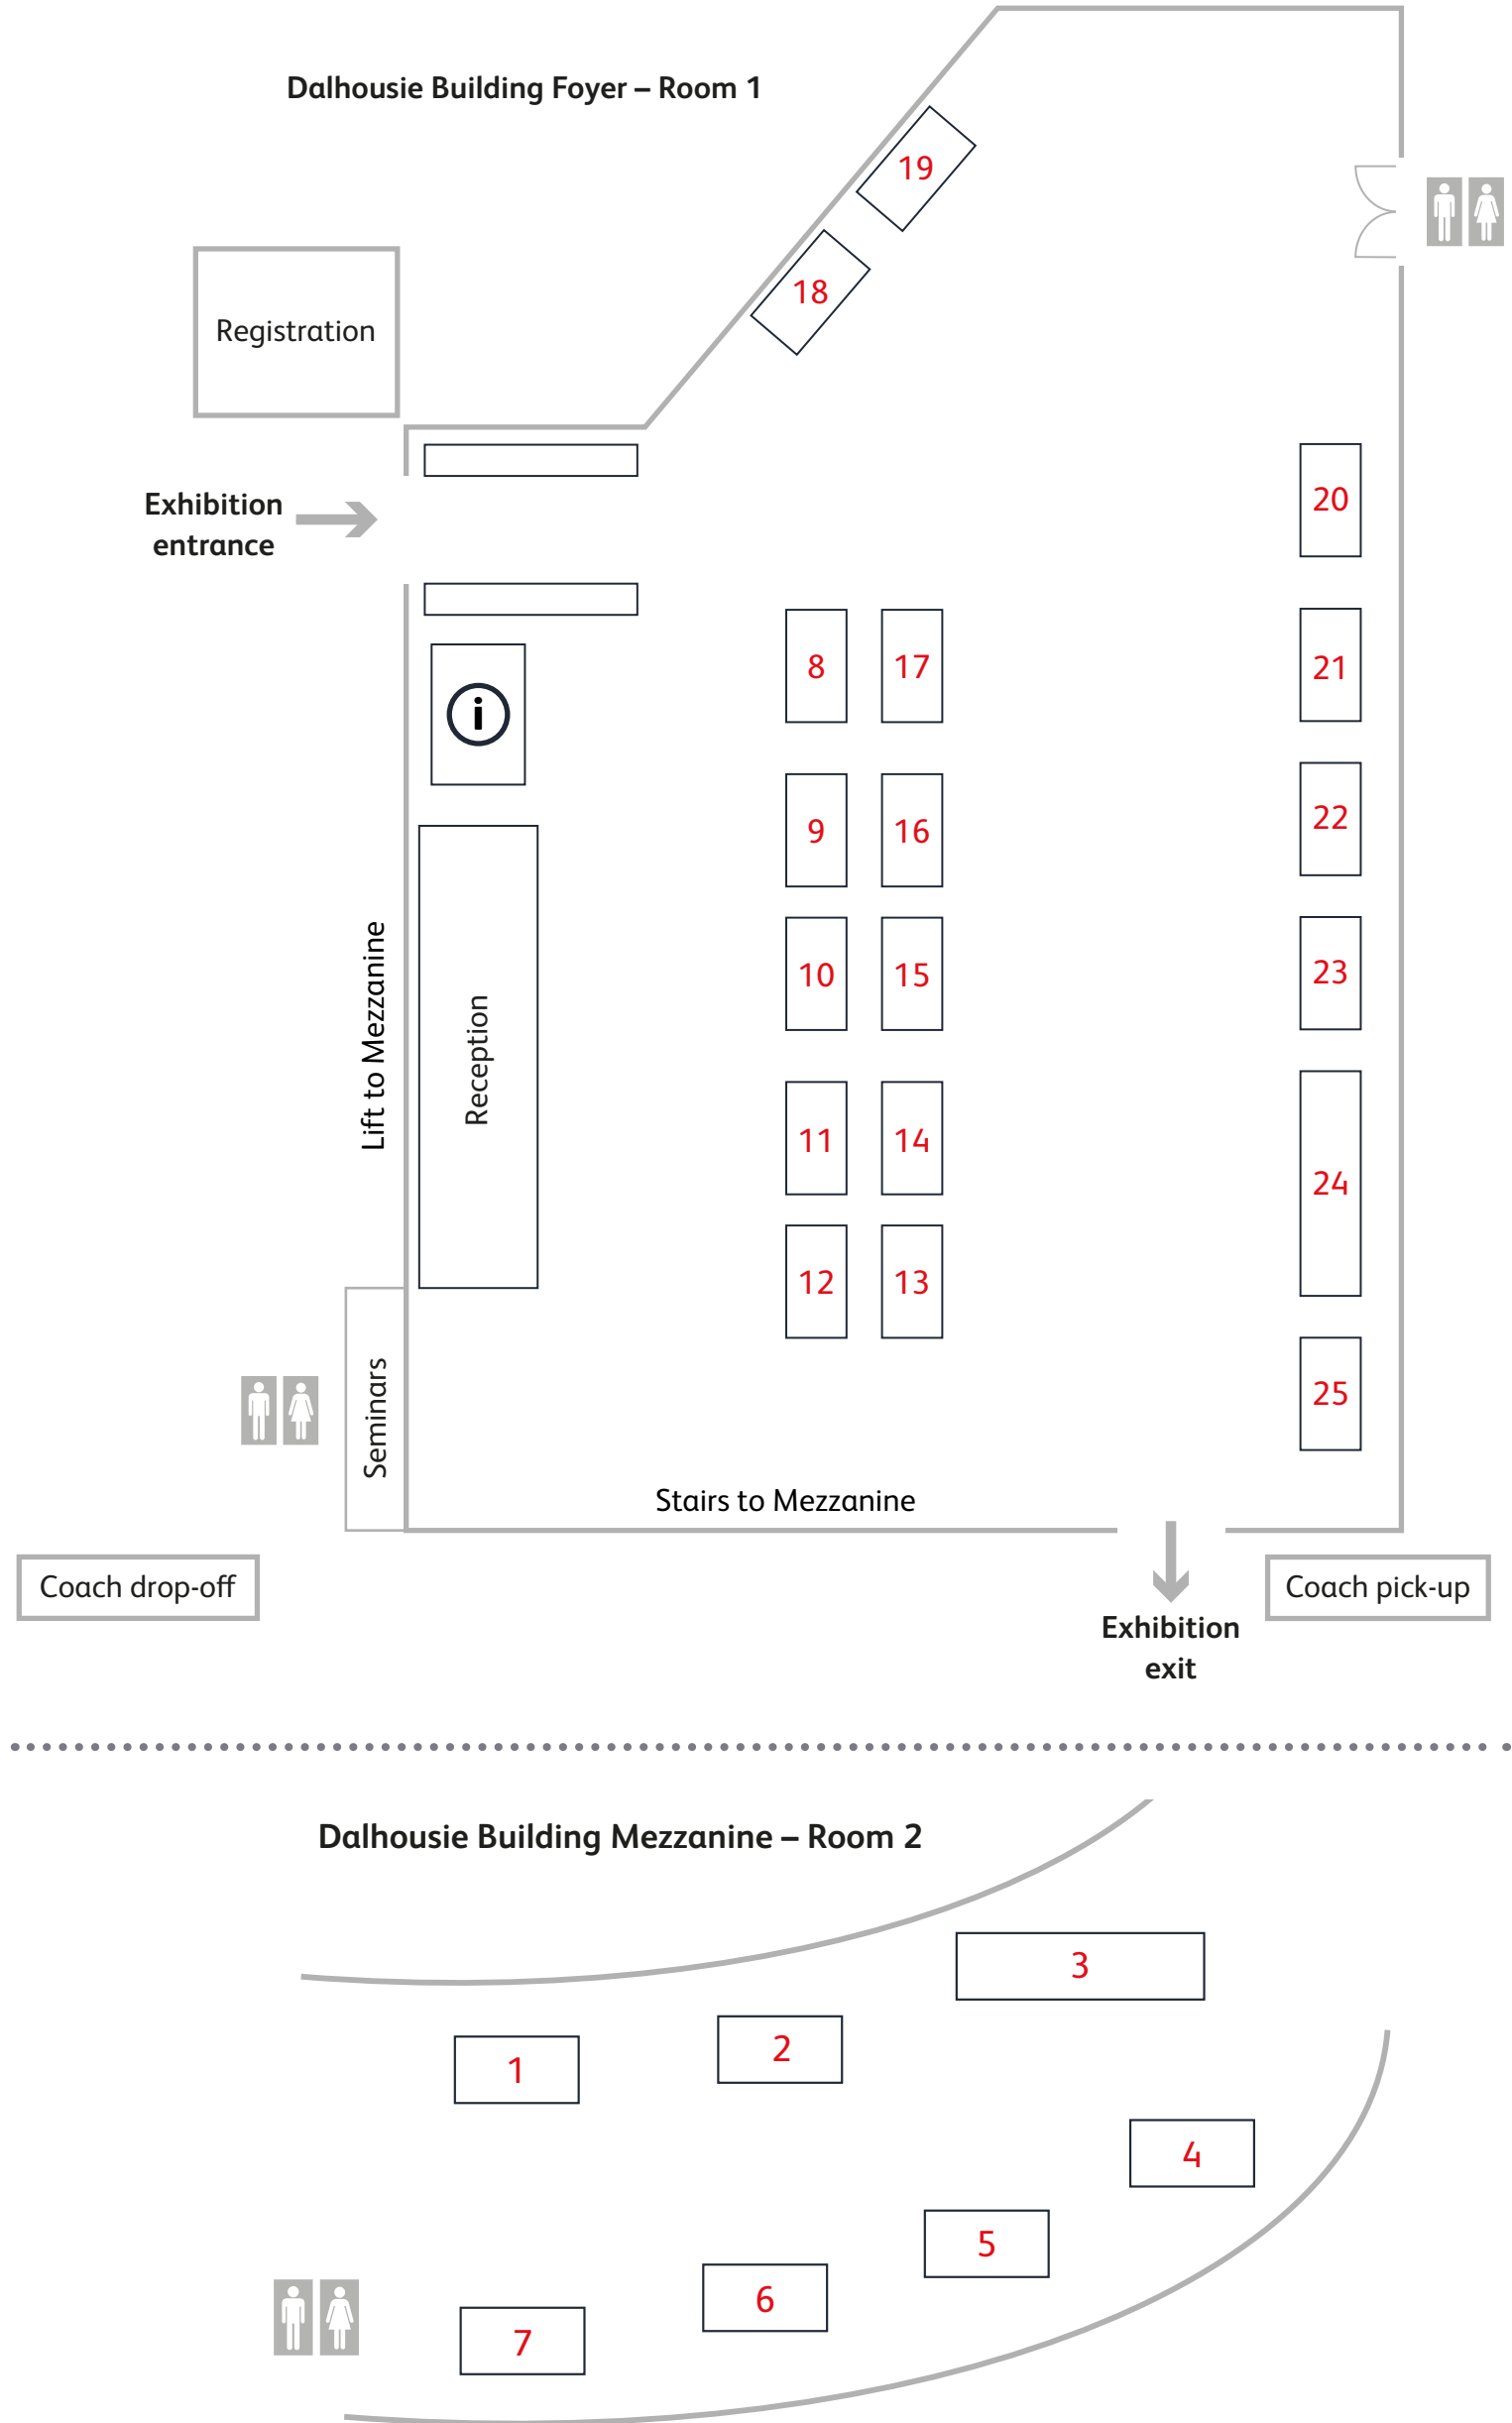 Dalhousie Building Foyer – Room 1
19
18
Registration
Exhibition
entrance
20
8
17
21
i
9
16
22
10
15
23
Lift to Mezzanine
Reception
11
14
24
12
13
25
Seminars
Stairs to Mezzanine
Coach drop-off
Coach pick-up
Exhibition
exit
Dalhousie Building Mezzanine – Room 2
3
2
1
4
5
6
7